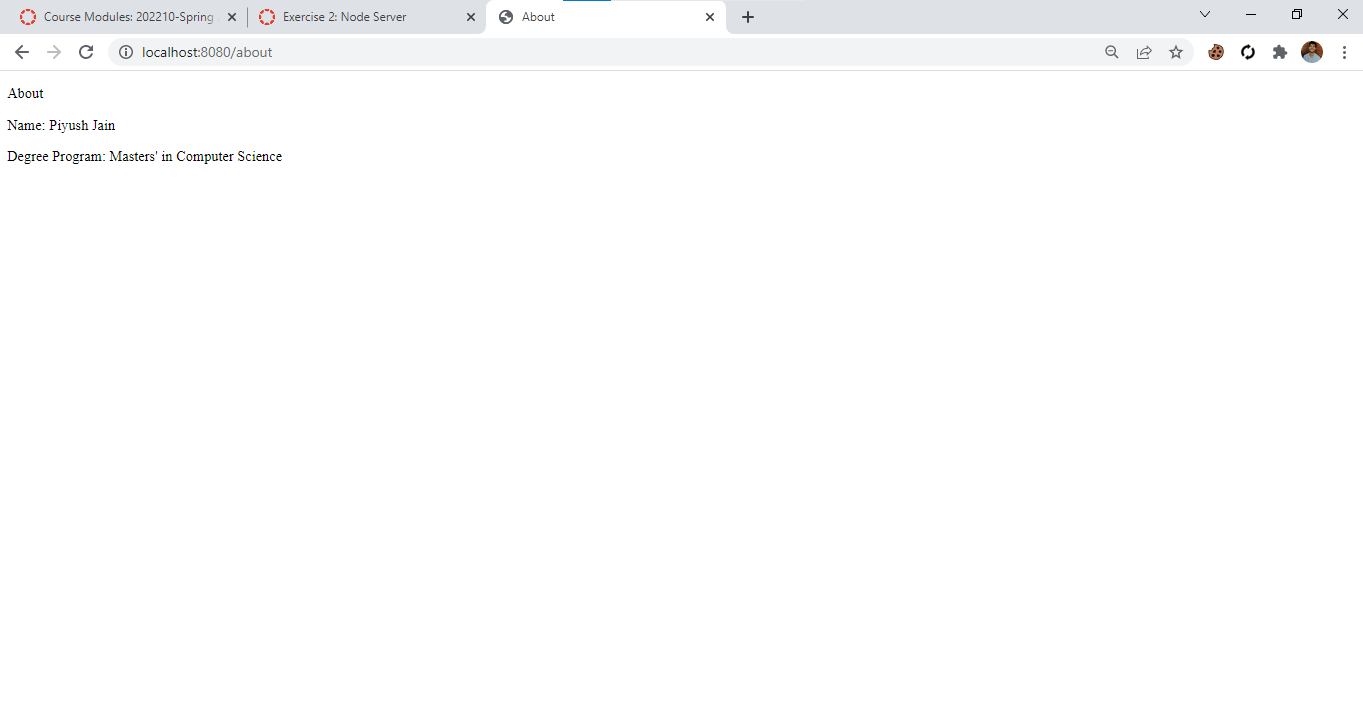 Course Modules: 202210-Spring
Exercise 2: Node Server
About
localhost:8080/about
About
Name: Piyush Jain
Degree Program: Masters' in Computer Science